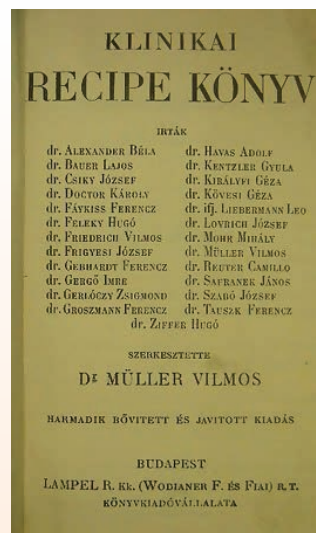 KLINIKAI
RECIPE KÖNYV
IRTÁK
dr. ALEXANDER BÉLA
dr. BAUER LAJOS
dr. CSIKY JÓZSEF
dr. DOCTOR KÁROLY
dr. FÁYKISS FERENCZ
dr. FELEKY HUGÓ
dr. FRIEDRICH VILMOS
dr. FRIGYESI JÓZSEF
dr. GEBHARDT FERENCZ
dr. GERGŐ IMRE
dr. GERLÓCZY ZSIGMOND
dr. GROSZMANN FERENCZ
dr. HAVAS ADOLF
dr. KENTZLER GYULA
dr. KIRÁLYFI GÉZA
dr. KÖVESI GÉZA
dr. ifj. LIEBERMANN LEO
dr. LOVRICH JÓZSEF
dr. MOHR MIHÁLY
dr. MÜLLER VILMOS
dr. REUTER CAMILLO
dr. SAFRANEK JÁNOS
dr. SZABÓ JÓZSEF
dr. TAUSZK FERENCZ
dr. ZIFFER HUGÓ
SZERKESZTETTE
DR MÜLLER VILMOS
HARMADIK BŐVITETT ÉS JAVITOTT KIADÁS
BUDAPEST
LAMPEL R. Kk. (WODIANER F. ÉS FIAI) R. T.
KÖNYVKIADÓVÁLLALATA